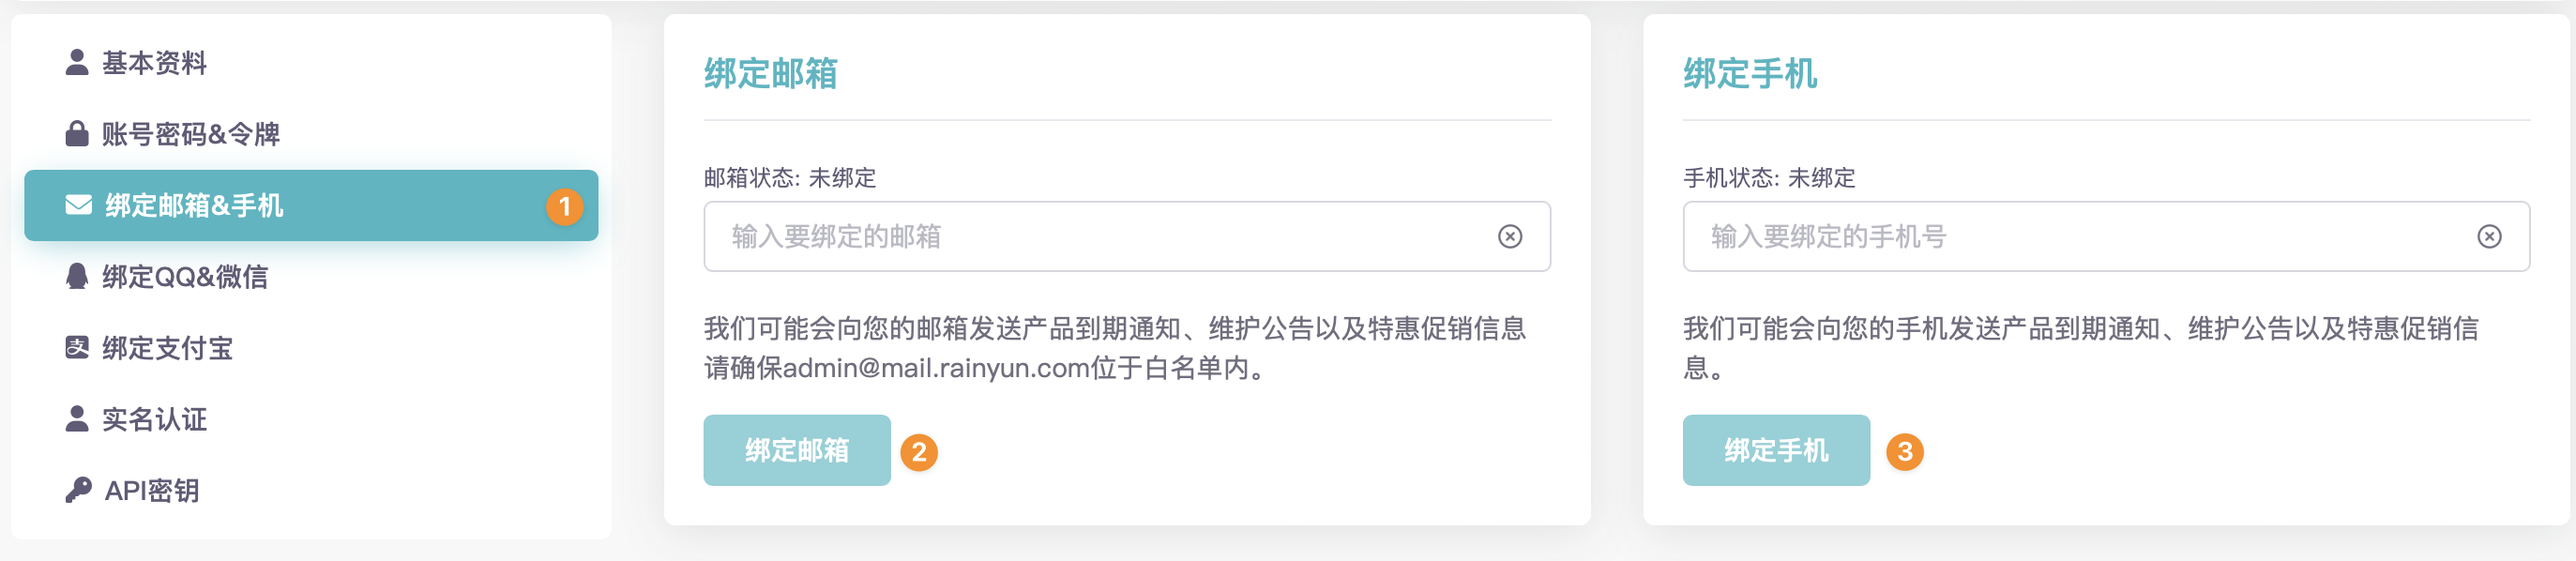 基本资料
账号密码&令牌
绑定邮箱&手机
1
绑定QQ&微信
绑定支付宝
实名认证
API密钥
绑定邮箱
邮箱状态: 未绑定
输入要绑定的邮箱
我们可能会向您的邮箱发送产品到期通知、维护公告以及特惠促销信息
请确保admin@mail.rainyun.com位于白名单内。
绑定邮箱
2
绑定手机
手机状态: 未绑定
输入要绑定的手机号
我们可能会向您的手机发送产品到期通知、维护公告以及特惠促销信
息。
绑定手机
3